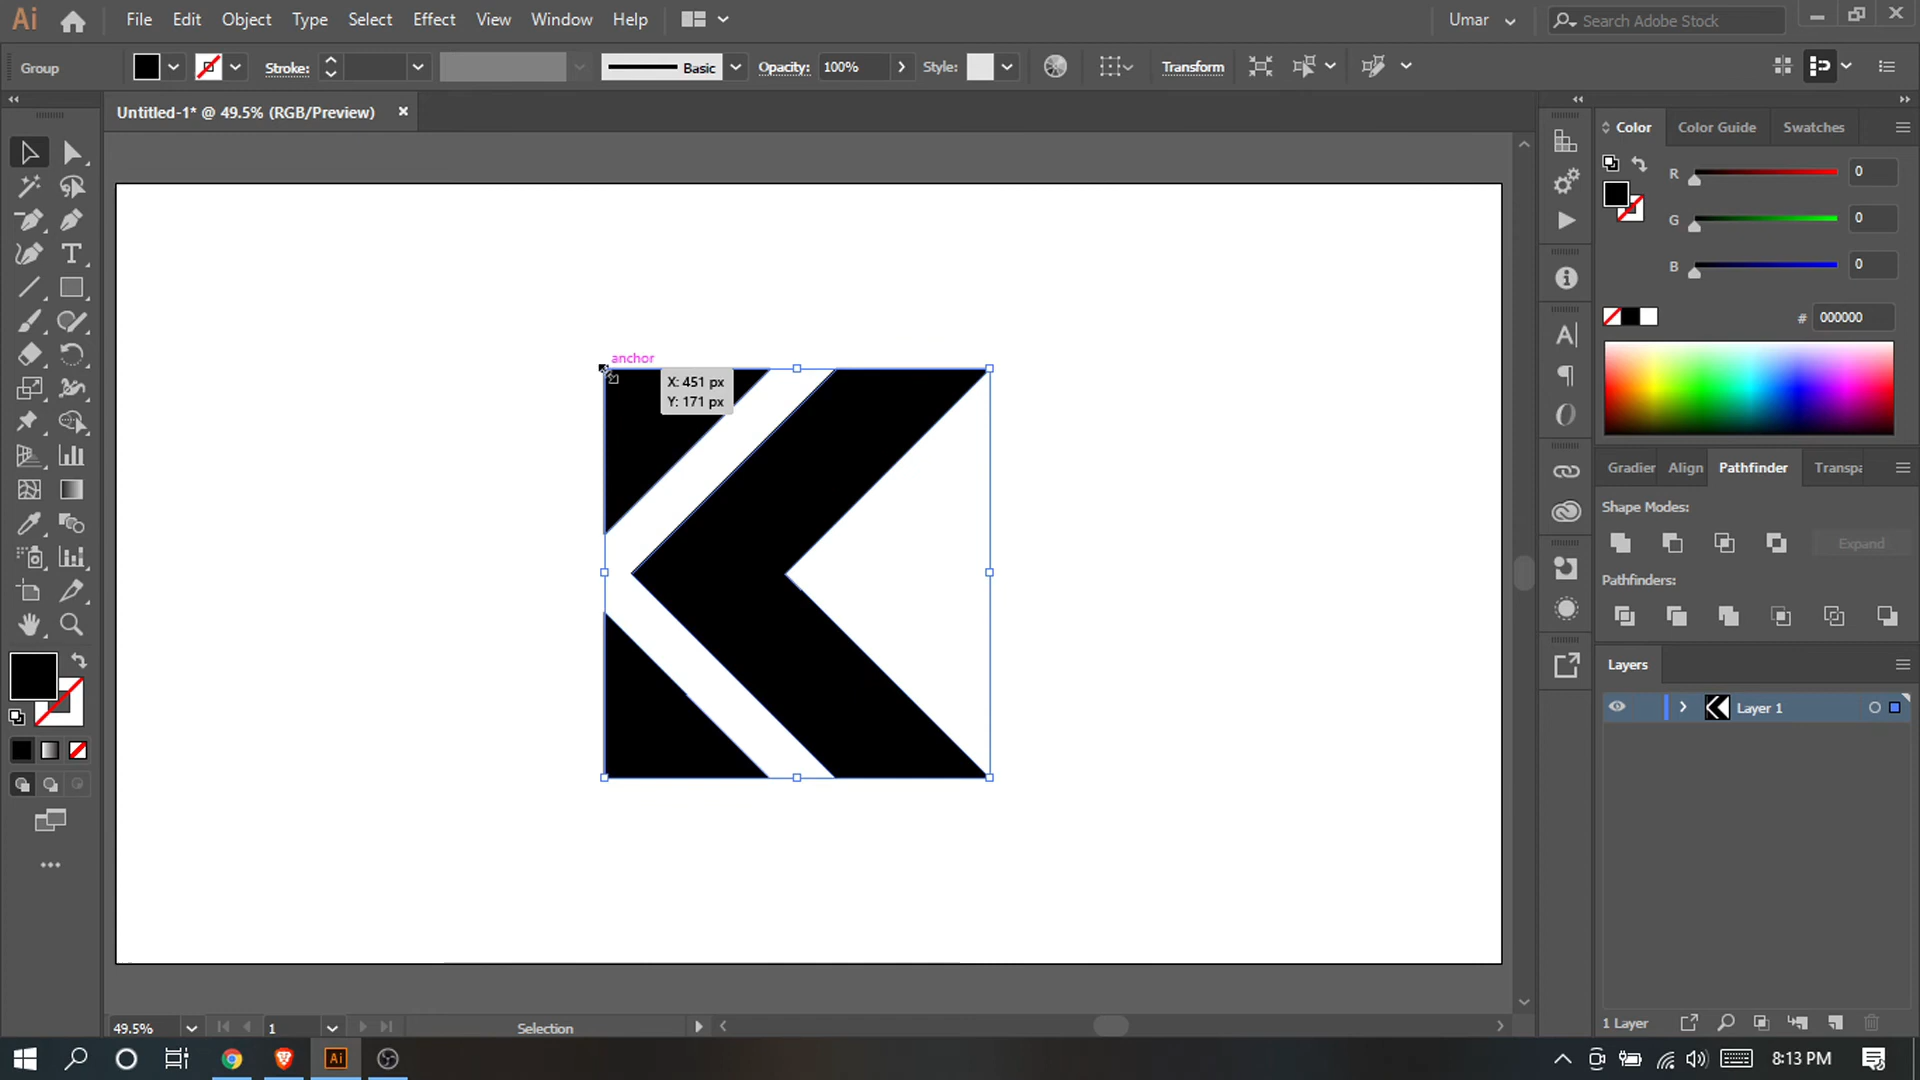 Ai File Edit Object Type Select Effect View Window Help Umar Search Adobe Stock
Group Stroke: Basic Opacity: 100% Style: Transform
Untitled-1* @ 49.5% (RGB/Preview)
Color Color Guide Swatches
R 0
G 0
B 0
# 000000
anchor
X: 451 px
Y: 171 px
Gradier Align Pathfinder Transpa
Shape Modes:
Expand
Pathfinders:
Layers
Layer 1
1 Layer
49.5% 1 Selection
Ai 8:13 PM